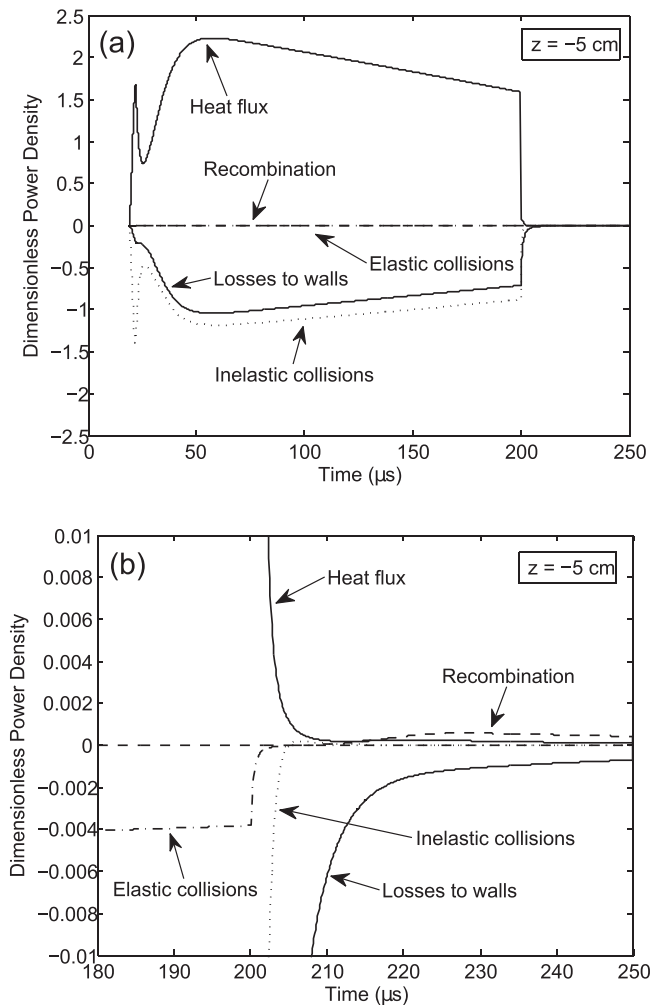 (a)
z = −5 cm
Dimensionless Power Density
2.5
2
1.5
1
0.5
0
−0.5
−1
−1.5
−2
−2.5
Heat flux
Recombination
Elastic collisions
Losses to walls
Inelastic collisions
0 50 100 150 200 250
Time (µs)
(b)
z = −5 cm
Dimensionless Power Density
0.01
0.008
0.006
0.004
0.002
0
−0.002
−0.004
−0.006
−0.008
−0.01
Heat flux
Recombination
Inelastic collisions
Elastic collisions
Losses to walls
180 190 200 210 220 230 240 250
Time (µs)